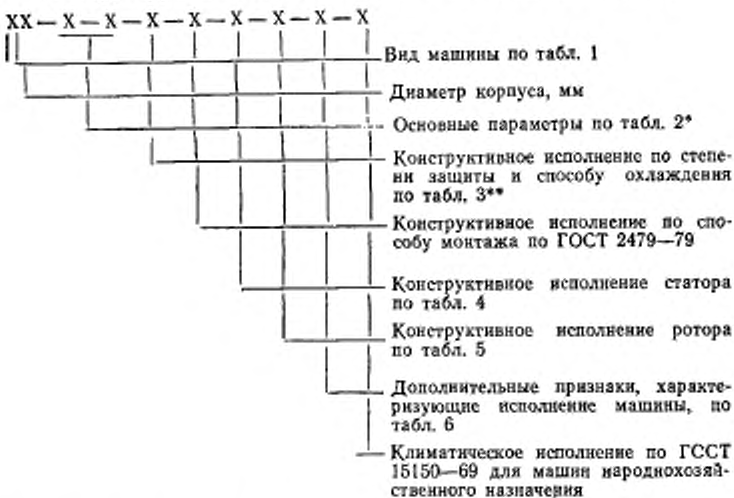 XX — X — X — X — X — X — X — X — X
Вид машины по табл. 1
Диаметр корпуса, мм
Основные параметры по табл. 2*
Конструктивное исполнение по степе-
ни защиты и способу охлаждения
по табл. 3**
Конструктивное исполнение по спо-
собу монтажа по ГОСТ 2479—79
Конструктивное исполнение статора
по табл. 4
Конструктивное исполнение ротора
по табл. 5
Дополнительные признаки, характе-
ризующие исполнение машины, по
табл. 6
Климатическое исполнение по ГОСТ
15150—69 для машин народнохозяй-
ственного назначения